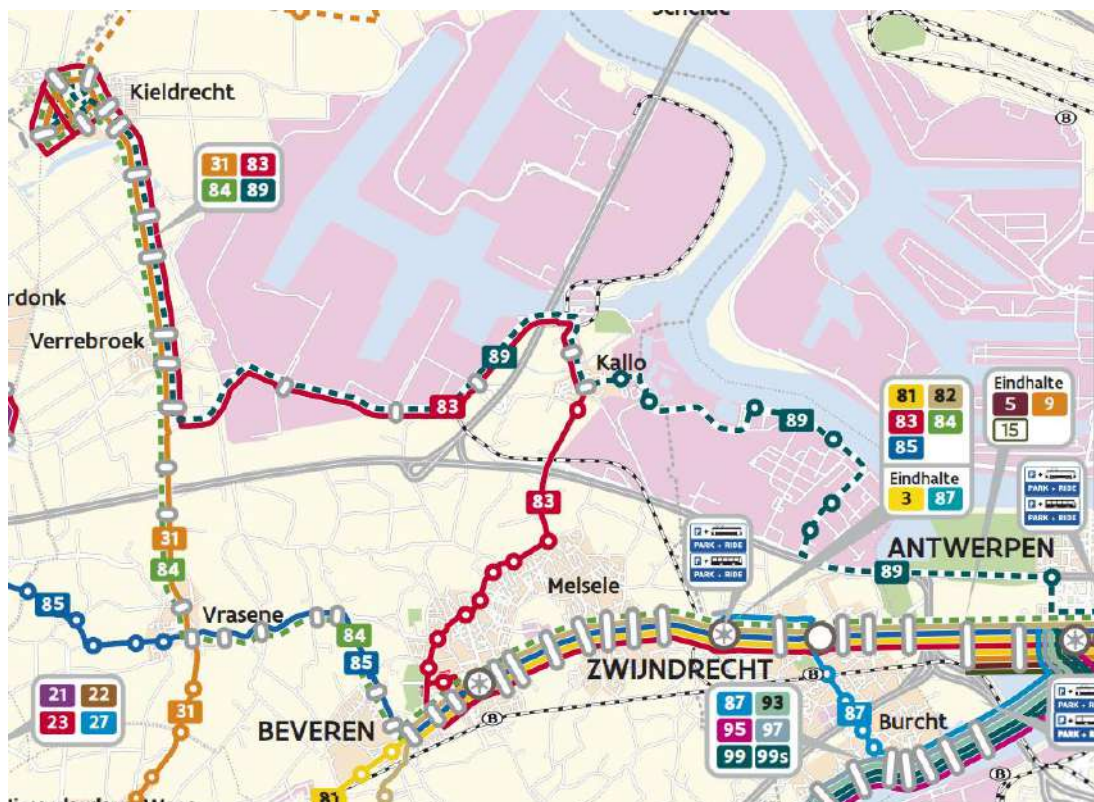 Schelde
Kieldrecht
B
31 83
84 89
rdonk
Verrebroek
89
Kallo
83
81 82
83 84
85
Eindhalte
3 87
Eindhalte
5 9
15
89
P +
PARK + RIDE
P +
PARK + RIDE
83
31
84
ANTWERPEN
89
P +
PARK + RIDE
P +
PARK + RIDE
Melsele
85
Vrasene
84
85
ZWIJNDRECHT
21 22
23 27
31
BEVEREN
B
87 93
95 97
99 99s
B
87
Burcht
P +
PARK + R
P +
PARK + R
B
81